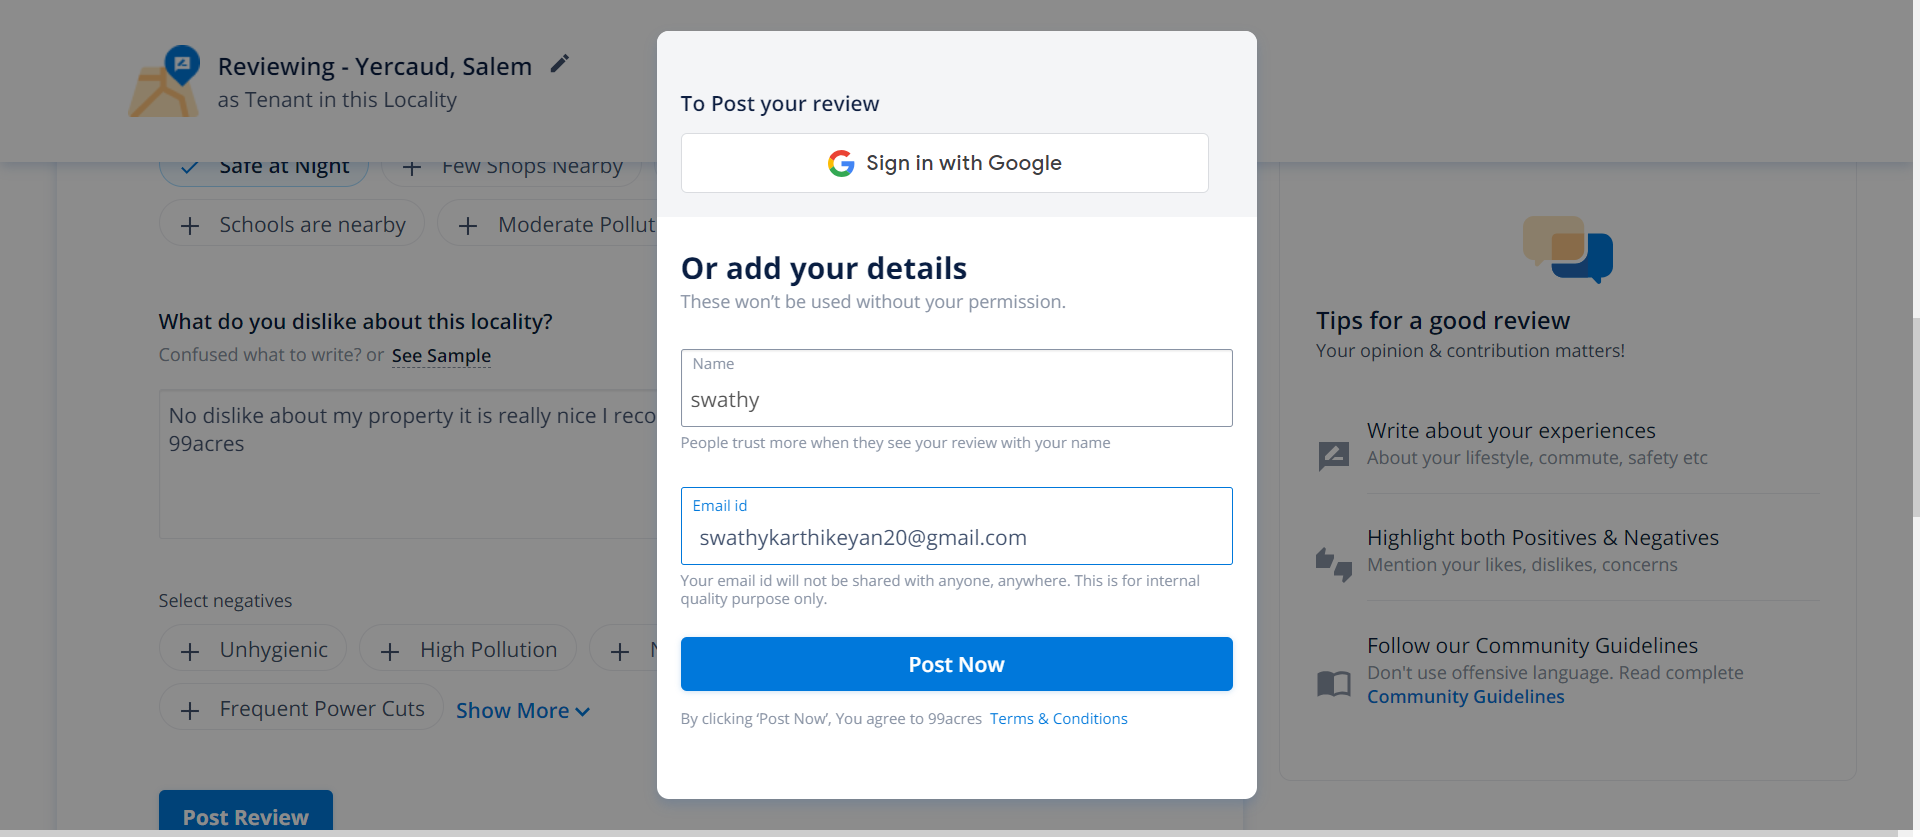 Reviewing - Yercaud, Salem
as Tenant in this Locality
Safe at Night
Few Shops Nearby
Schools are nearby
Moderate Pollut
What do you dislike about this locality?
Confused what to write? or See Sample
No dislike about my property it is really nice I reco
99acres
Select negatives
Unhygienic
High Pollution
Frequent Power Cuts
Show More
Post Review
To Post your review
Sign in with Google
Or add your details
These won't be used without your permission.
Name
swathy
People trust more when they see your review with your name
Email id
swathykarthikeyan20@gmail.com
Your email id will not be shared with anyone, anywhere. This is for internal
quality purpose only.
Post Now
By clicking ‘Post Now’, You agree to 99acres Terms & Conditions
Tips for a good review
Your opinion & contribution matters!
Write about your experiences
About your lifestyle, commute, safety etc
Highlight both Positives & Negatives
Mention your likes, dislikes, concerns
Follow our Community Guidelines
Don't use offensive language. Read complete
Community Guidelines